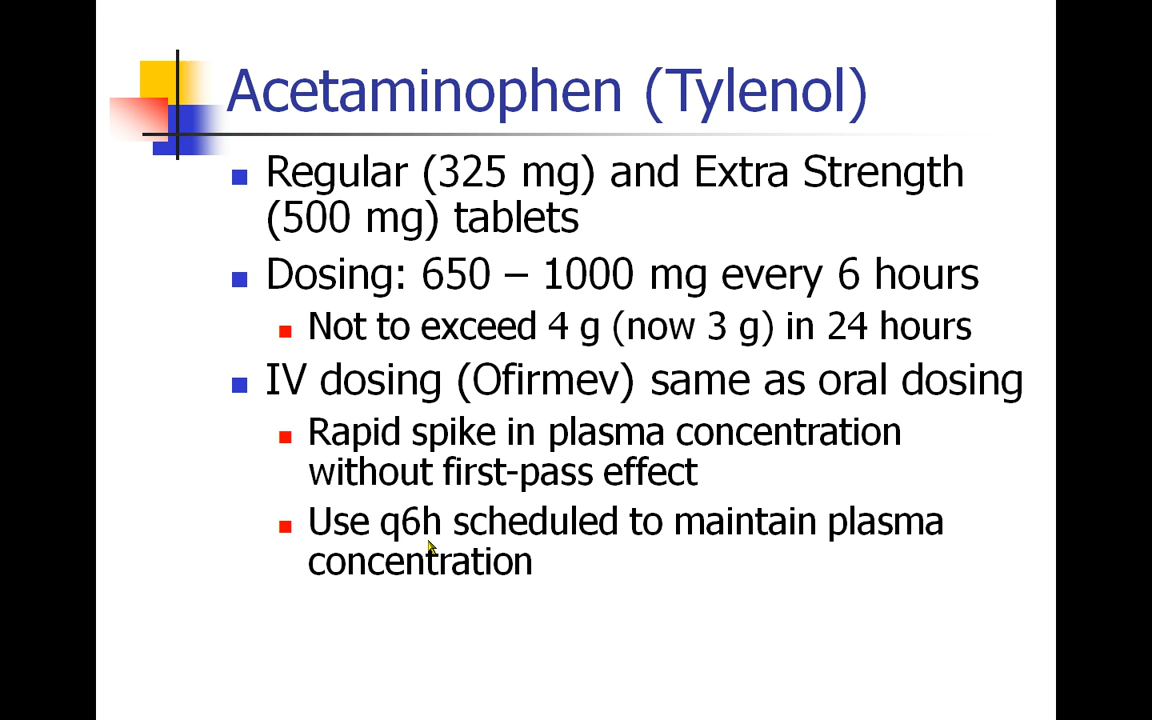 Acetaminophen (Tylenol)
Regular (325 mg) and Extra Strength
(500 mg) tablets
Dosing: 650 – 1000 mg every 6 hours
Not to exceed 4 g (now 3 g) in 24 hours
IV dosing (Ofirmev) same as oral dosing
Rapid spike in plasma concentration
without first-pass effect
Use q6h scheduled to maintain plasma
concentration